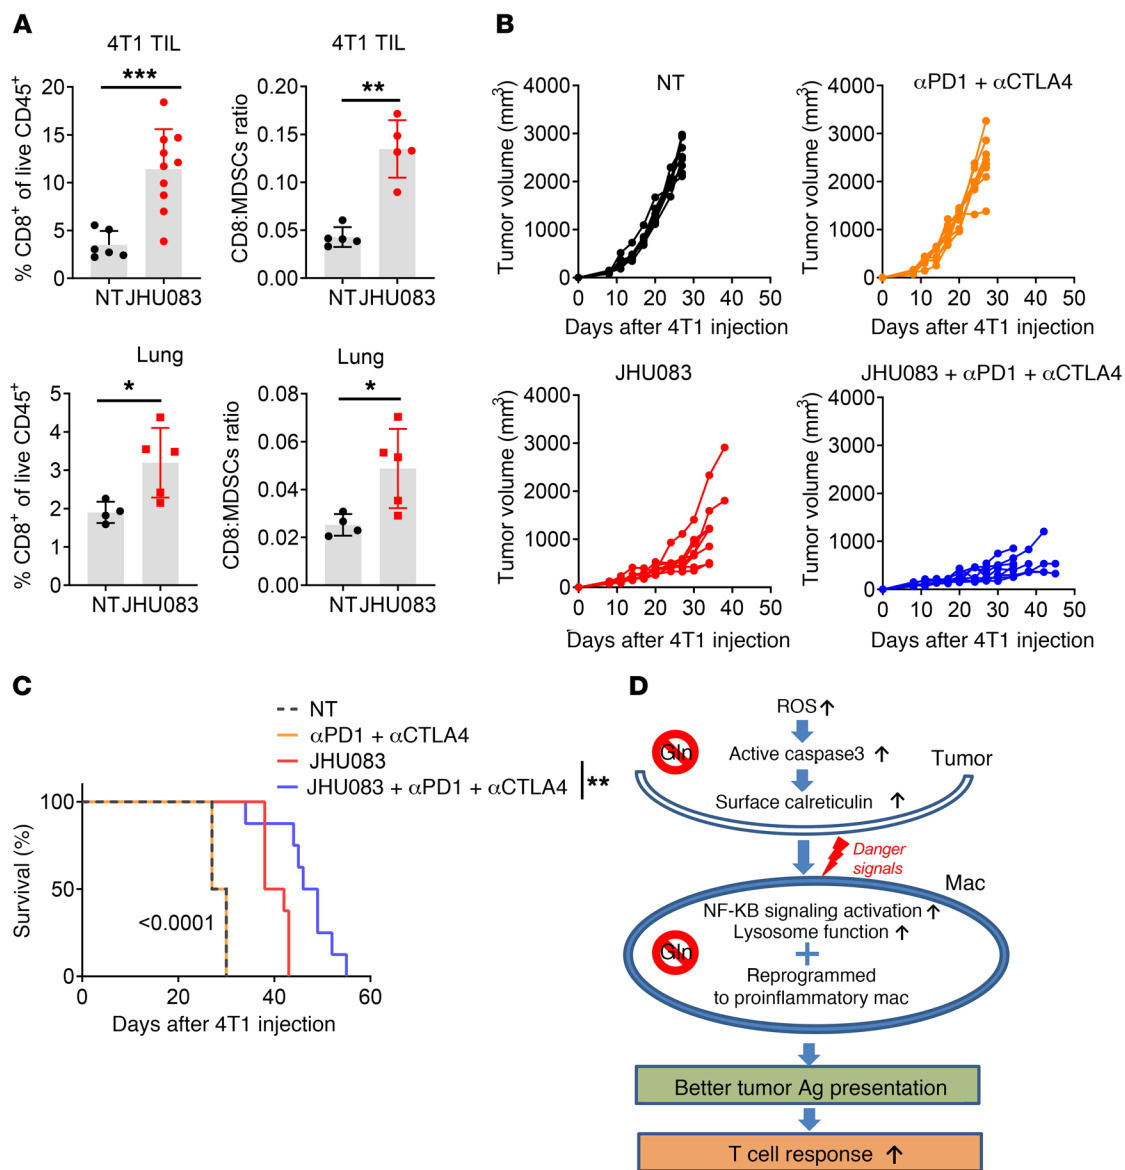 A
4T1 TIL
***
% CD8+ of live CD45+
20
15
10
5
0
NT JHU083
4T1 TIL
**
CD8:MDSCs ratio
0.20
0.15
0.10
0.05
0.00
NT JHU083
Lung
*
% CD8+ of live CD45+
5
4
3
2
1
0
NT JHU083
Lung
*
CD8:MDSCs ratio
0.08
0.06
0.04
0.02
0.00
NT JHU083
B
NT
Tumor volume (mm3)
4000
3000
2000
1000
0
0 10 20 30 40 50
Days after 4T1 injection
αPD1 + αCTLA4
Tumor volume (mm3)
4000
3000
2000
1000
0
0 10 20 30 40 50
Days after 4T1 injection
JHU083
Tumor volume (mm3)
4000
3000
2000
1000
0
0 10 20 30 40 50
Days after 4T1 injection
JHU083 + αPD1 + αCTLA4
Tumor volume (mm3)
4000
3000
2000
1000
0
0 10 20 30 40 50
Days after 4T1 injection
C
NT
αPD1 + αCTLA4
JHU083
JHU083 + αPD1 + αCTLA4
**
Survival (%)
100
50
0
<0.0001
0 20 40 60
Days after 4T1 injection
D
ROS ↑
Gln
Active caspase3 ↑
Tumor
Surface calreticulin ↑
Danger
signals
Mac
NF-KB signaling activation ↑
Lysosome function ↑
Gln
+
Reprogrammed
to proinflammatory mac
Better tumor Ag presentation
T cell response ↑